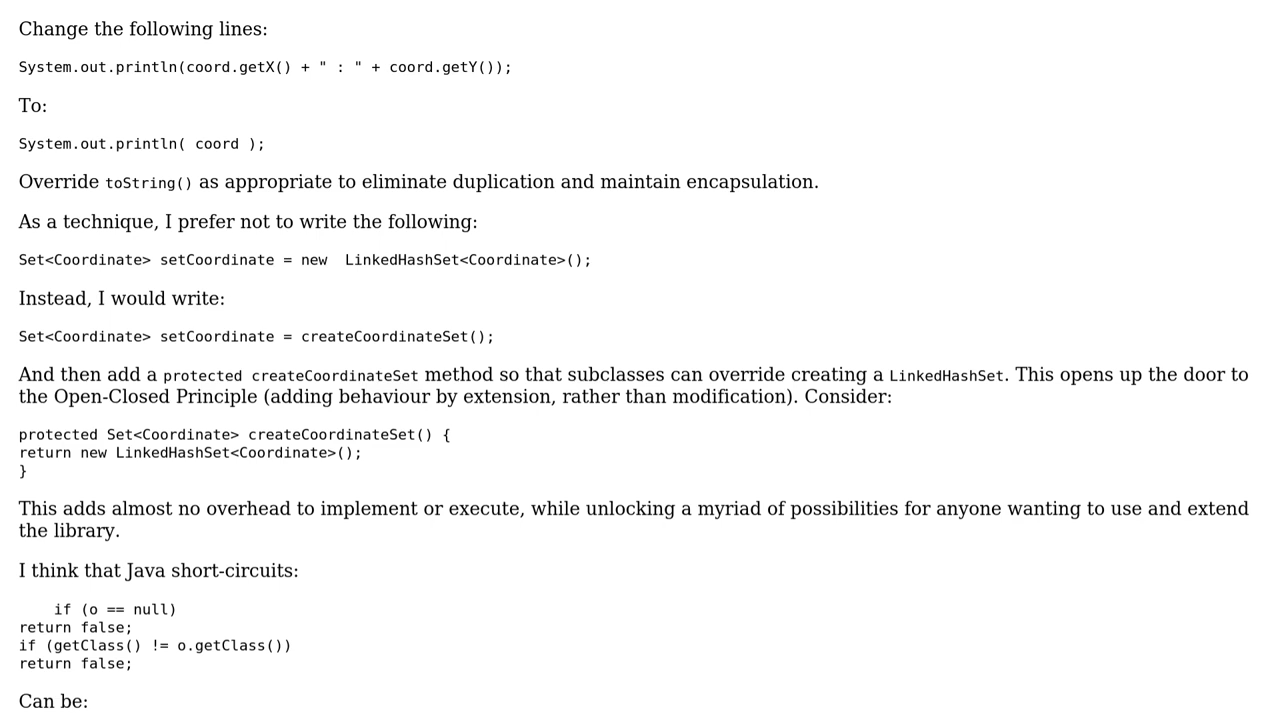 Change the following lines:
System.out.println(coord.getX() + " : " + coord.getY());
To:
System.out.println( coord );
Override toString() as appropriate to eliminate duplication and maintain encapsulation.
As a technique, I prefer not to write the following:
Set<Coordinate> setCoordinate = new  LinkedHashSet<Coordinate>();
Instead, I would write:
Set<Coordinate> setCoordinate = createCoordinateSet();
And then add a protected createCoordinateSet method so that subclasses can override creating a LinkedHashSet. This opens up the door to
the Open-Closed Principle (adding behaviour by extension, rather than modification). Consider:
protected Set<Coordinate> createCoordinateSet() {
return new LinkedHashSet<Coordinate>();
}
This adds almost no overhead to implement or execute, while unlocking a myriad of possibilities for anyone wanting to use and extend
the library.
I think that Java short-circuits:
    if (o == null)
return false;
if (getClass() != o.getClass())
return false;
Can be: